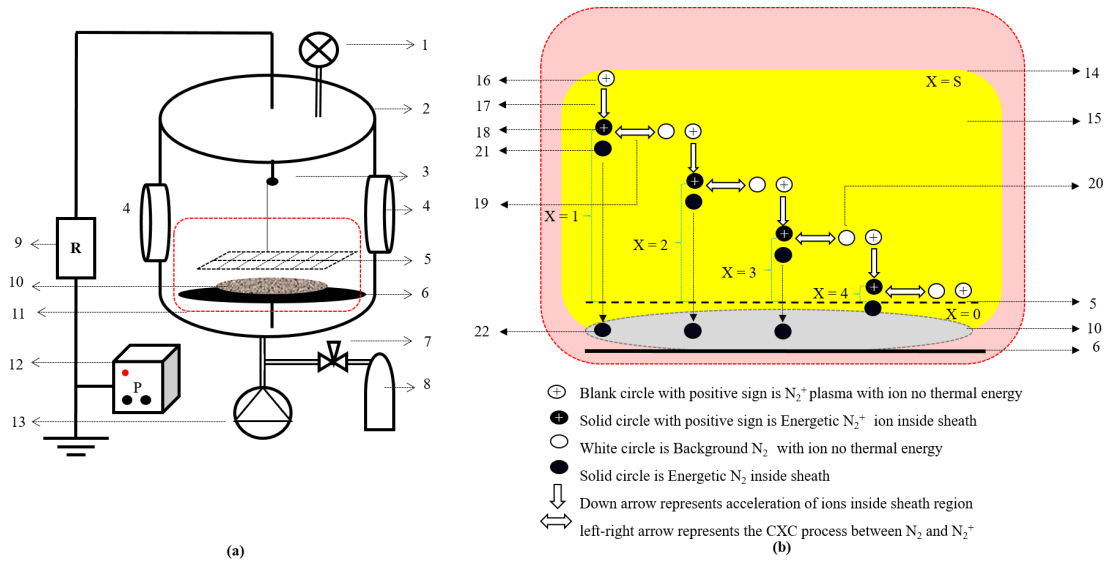 1
2
3
4
4
5
6
7
8
9
R
10
11
12
P
13
(a)
14
X = S
15
16
17
18
21
19
20
X = 1
X = 2
X = 3
X = 4
5
X = 0
22
10
6
Blank circle with positive sign is N₂⁺ plasma with ion no thermal energy
Solid circle with positive sign is Energetic N₂⁺ ion inside sheath
White circle is Background N₂ with ion no thermal energy
Solid circle is Energetic N₂ inside sheath
Down arrow represents acceleration of ions inside sheath region
left-right arrow represents the CXC process between N₂ and N₂⁺
(b)